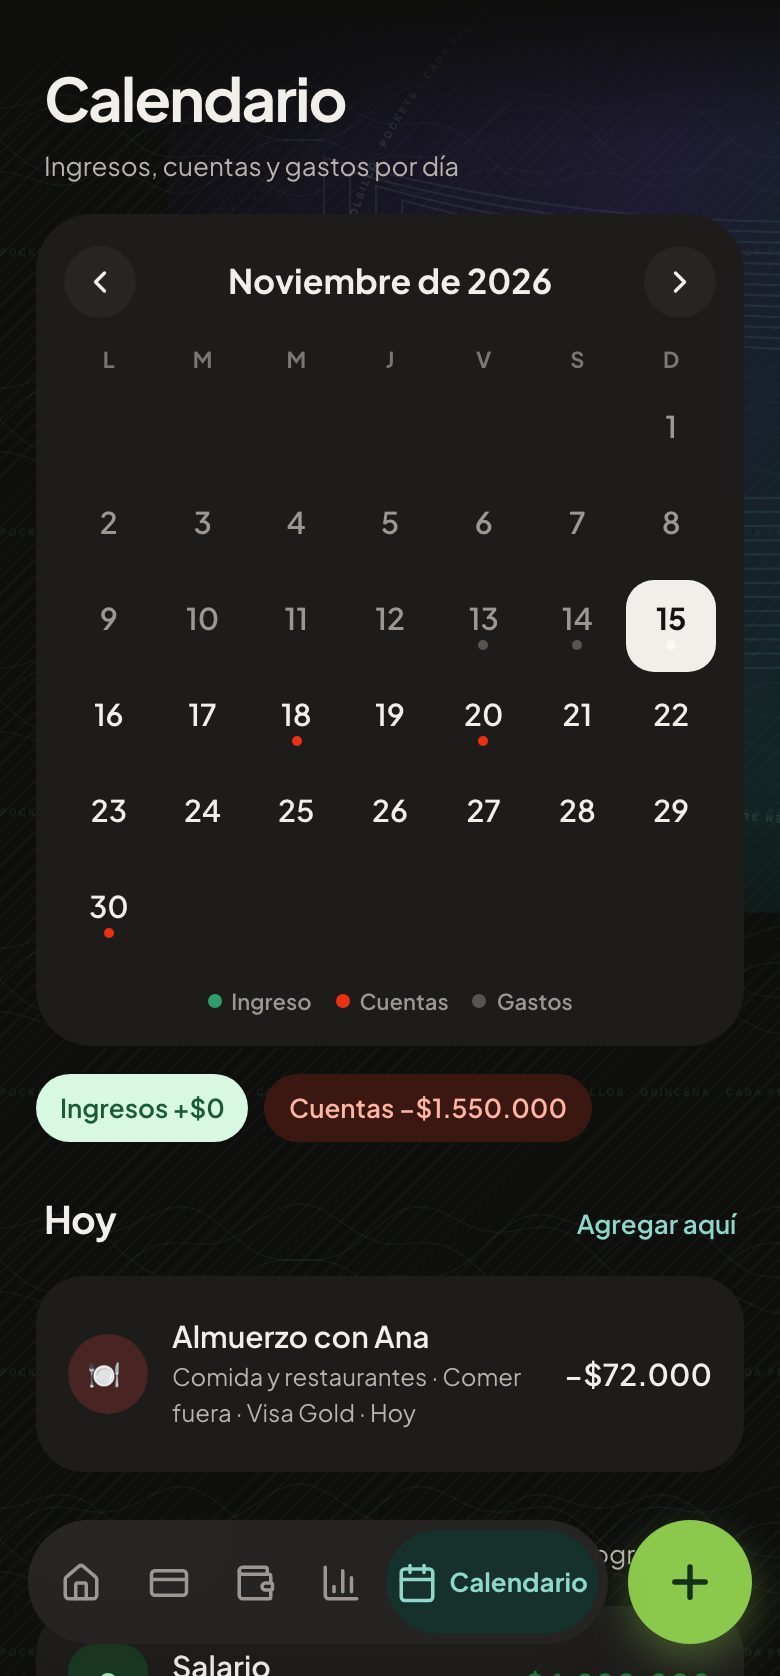 Calendario
Ingresos, cuentas y gastos por día
Noviembre de 2026
L M M J V S D
1
2 3 4 5 6 7 8
9 10 11 12 13 14 15
16 17 18 19 20 21 22
23 24 25 26 27 28 29
30
Ingreso Cuentas Gastos
Ingresos +$0 Cuentas −$1.550.000
Hoy Agregar aquí
Almuerzo con Ana
Comida y restaurantes · Comer
fuera · Visa Gold · Hoy
−$72.000
Calendario
Salario